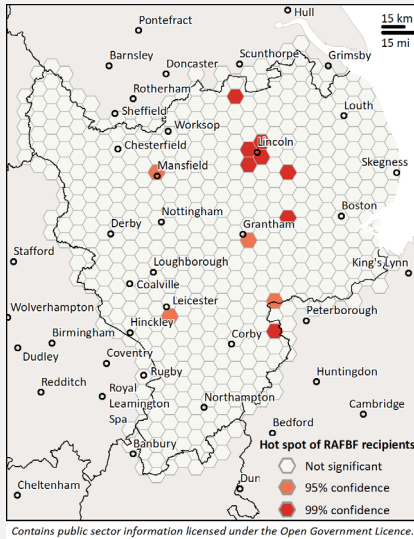 Hull
15 km
15 mi
Pontefract
Barnsley
Doncaster
Scunthorpe
Grimsby
Rotherham
Sheffield
Louth
Worksop
Chesterfield
Lincoln
Mansfield
Skegness
Nottingham
Boston
Derby
Grantham
Stafford
Loughborough
King's Lynn
Coalville
Leicester
Wolverhampton
Peterborough
Hinckley
Birmingham
Corby
Dudley
Coventry
Rugby
Huntingdon
Redditch
Royal
Leamington
Spa
Northampton
Cambridge
Bedford
Banbury
Hot spot of RAFBF recipients
Not significant
Cheltenham
Dun
95% confidence
99% confidence
Contains public sector information licensed under the Open Government Licence.